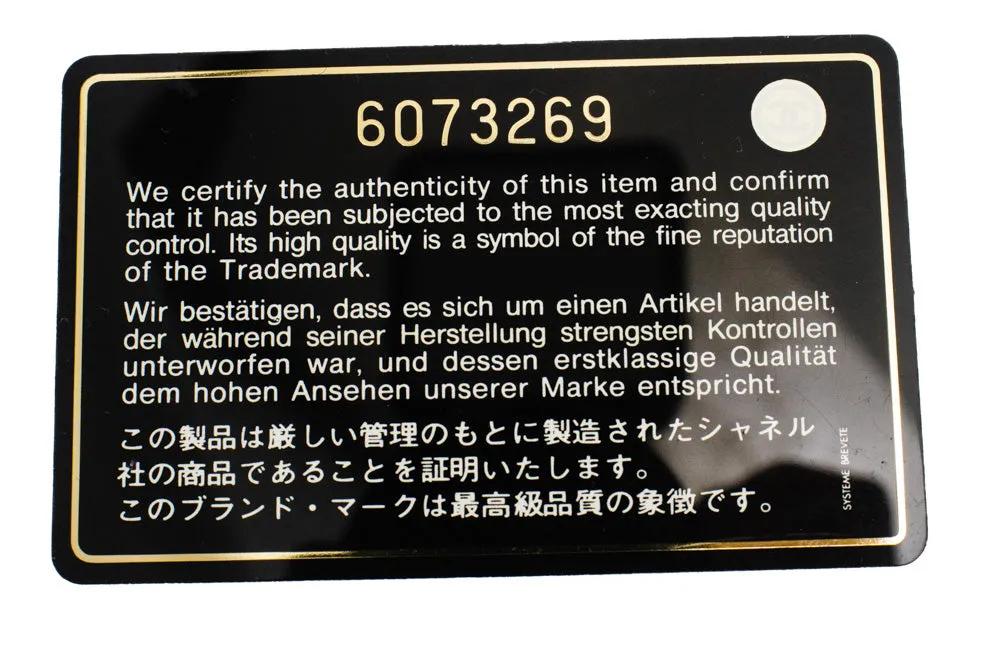 6073269
We certify the authenticity of this item and confirm
that it has been subjected to the most exacting quality
control. Its high quality is a symbol of the fine reputation
of the Trademark.
Wir bestätigen, dass es sich um einen Artikel handelt,
der während seiner Herstellung strengsten Kontrollen
unterworfen war, und dessen erstklassige Qualität
dem hohen Ansehen unserer Marke entspricht.
この製品は厳しい管理のもとに製造されたシャネル
社の商品であることを証明いたします。
このブランド・マークは最高級品質の象徴です。
SYSTEME BREVETE